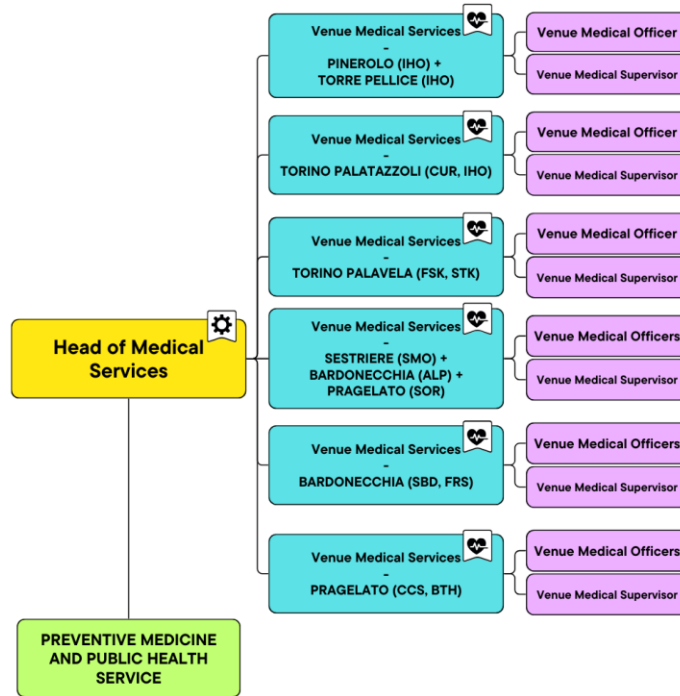 Venue Medical Services
-
PINEROLO (IHO) +
TORRE PELLICE (IHO)
Venue Medical Officer
Venue Medical Supervisor
Venue Medical Services
-
TORINO PALATAZZOLI (CUR, IHO)
Venue Medical Officer
Venue Medical Supervisor
Venue Medical Services
-
TORINO PALAVELA (FSK, STK)
Venue Medical Officer
Venue Medical Supervisor
Head of Medical
Services
Venue Medical Services
-
SESTRIERE (SMO) +
BARDONECCHIA (ALP) +
PRAGELATO (SOR)
Venue Medical Officers
Venue Medical Supervisor
Venue Medical Services
-
BARDONECCHIA (SBD, FRS)
Venue Medical Officers
Venue Medical Supervisor
Venue Medical Services
-
PRAGELATO (CCS, BTH)
Venue Medical Officers
Venue Medical Supervisor
PREVENTIVE MEDICINE
AND PUBLIC HEALTH
SERVICE